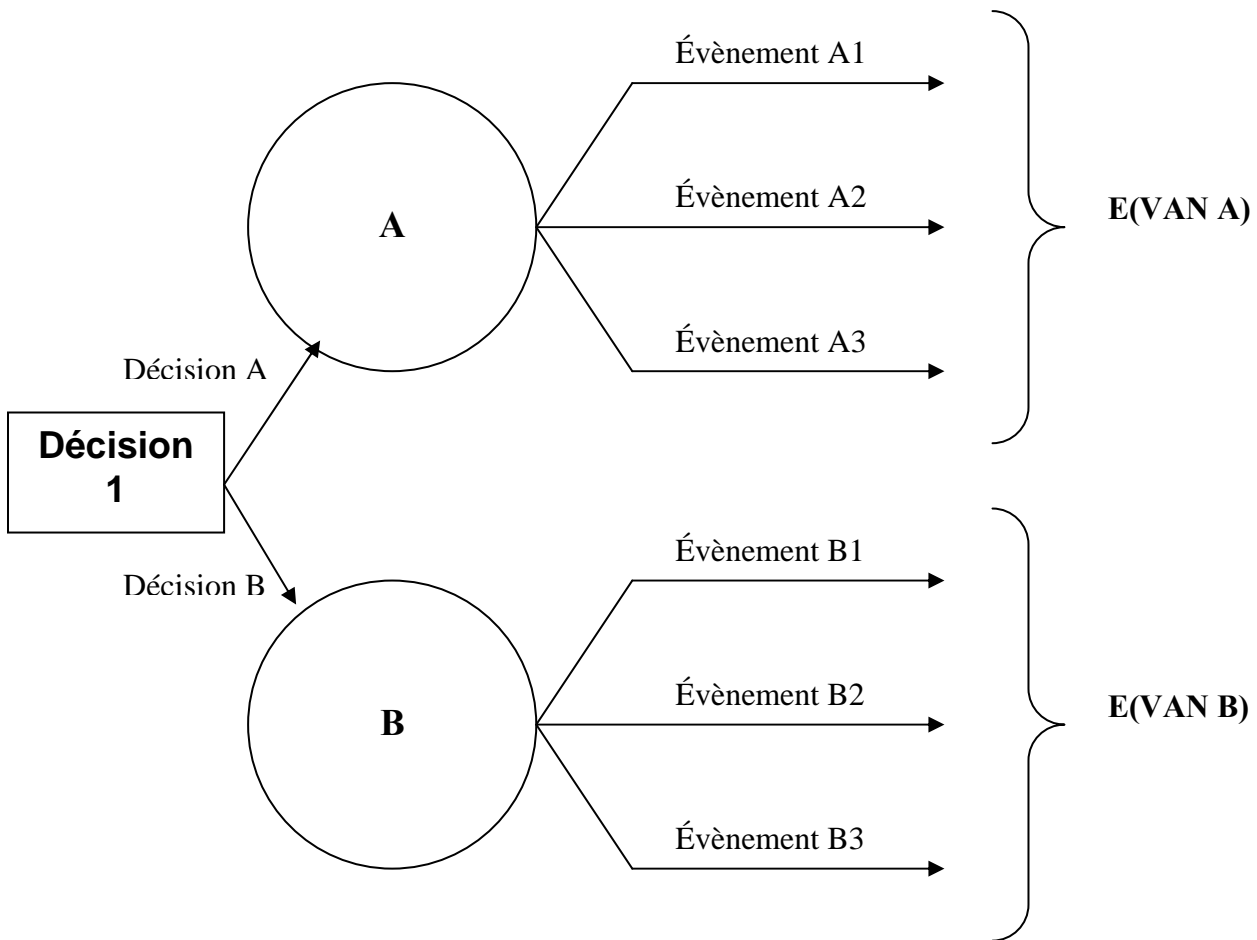 Évènement A1
Évènement A2
A
E(VAN A)
Évènement A3
Décision A
Décision
1
Décision B
Évènement B1
Évènement B2
B
E(VAN B)
Évènement B3